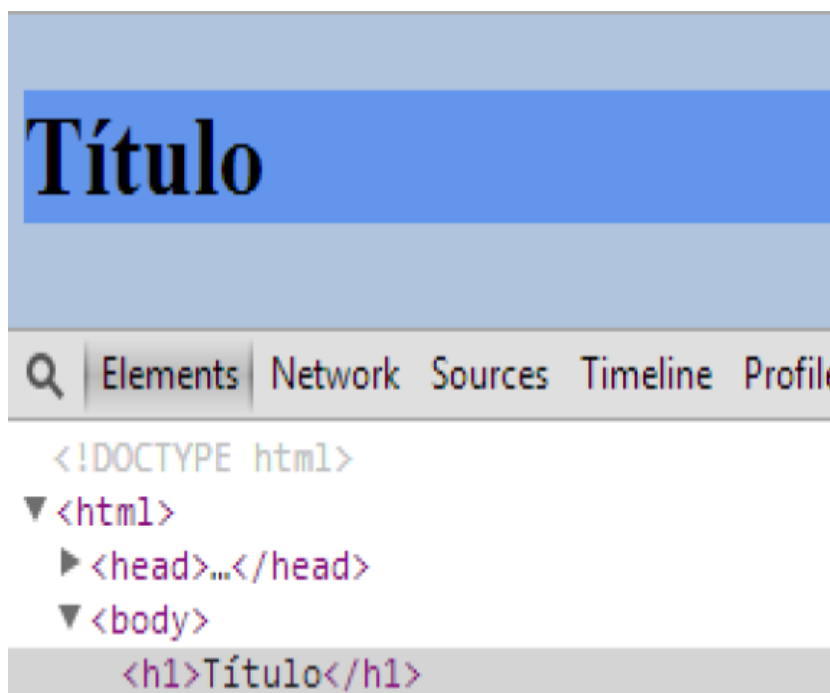 Título
Elements Network Sources Timeline Profile
<!DOCTYPE html>
<html>
<head>…</head>
<body>
<h1>Título</h1>